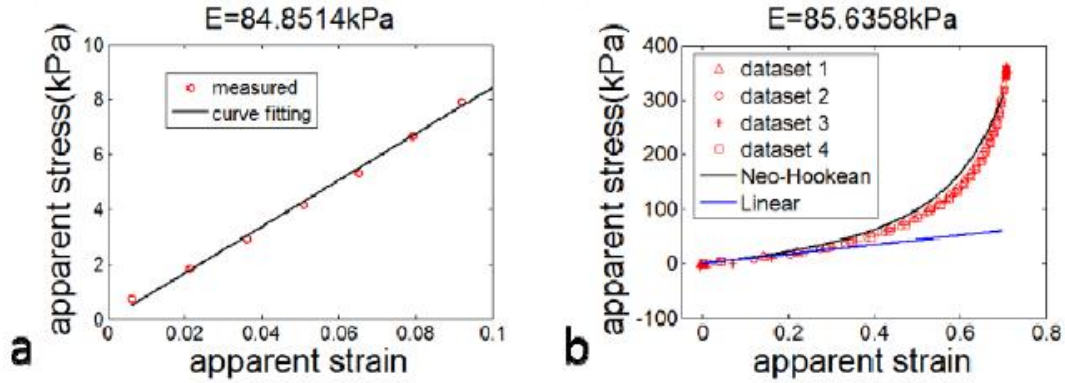 E=84.8514kPa
apparent stress(kPa)
10
8
6
4
2
0
measured
curve fitting
0 0.02 0.04 0.06 0.08 0.1
apparent strain
a
E=85.6358kPa
apparent stress(kPa)
400
300
200
100
0
-100
dataset 1
dataset 2
dataset 3
dataset 4
Neo-Hookean
Linear
0 0.2 0.4 0.6 0.8
apparent strain
b